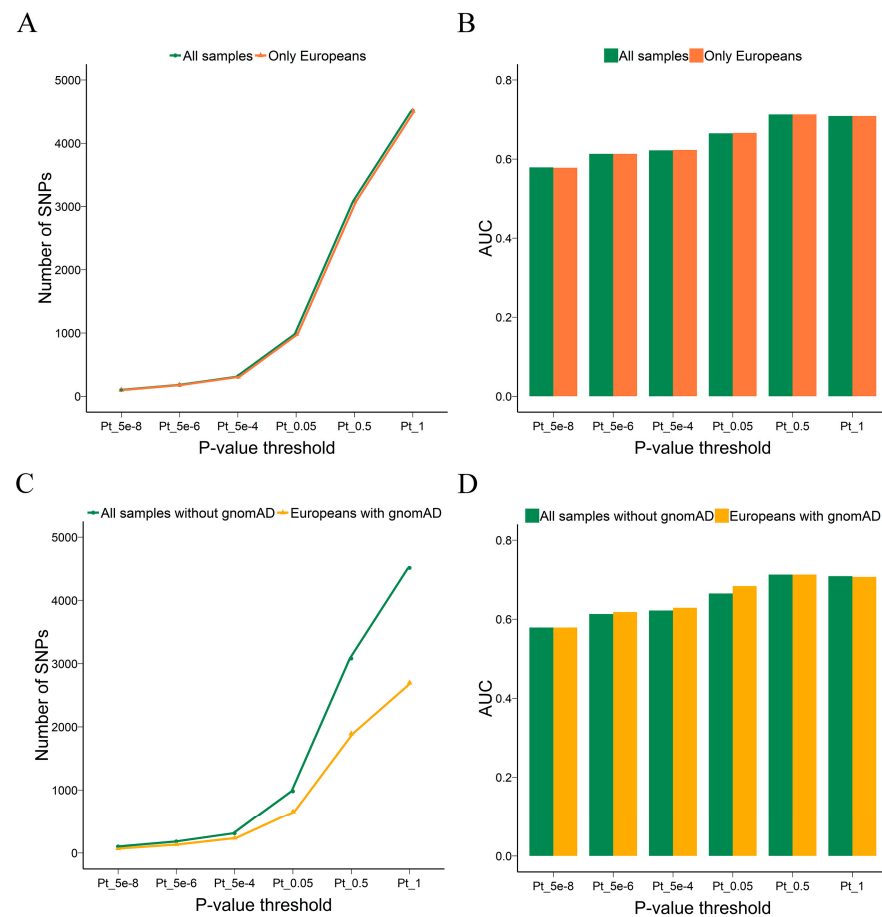 A
All samples Only Europeans
5000
4000
3000
2000
1000
0
Number of SNPs
Pt_5e-8 Pt_5e-6 Pt_5e-4 Pt_0.05 Pt_0.5 Pt_1
P-value threshold
B
All samples Only Europeans
0.8
0.6
0.4
0.2
0.0
AUC
Pt_5e-8 Pt_5e-6 Pt_5e-4 Pt_0.05 Pt_0.5 Pt_1
P-value threshold
C
All samples without gnomAD Europeans with gnomAD
5000
4000
3000
2000
1000
0
Number of SNPs
Pt_5e-8 Pt_5e-6 Pt_5e-4 Pt_0.05 Pt_0.5 Pt_1
P-value threshold
D
All samples without gnomAD Europeans with gnomAD
0.8
0.6
0.4
0.2
0.0
AUC
Pt_5e-8 Pt_5e-6 Pt_5e-4 Pt_0.05 Pt_0.5 Pt_1
P-value threshold